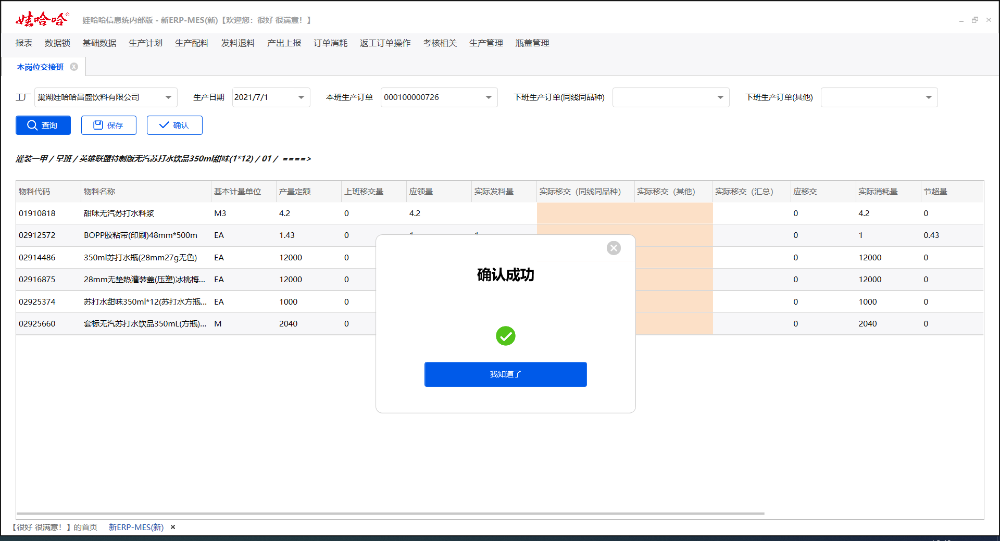 娃哈哈®
娃哈哈信息统内部版 - 新ERP-MES(新)【欢迎您：很好 很满意！】
报表 数据锁 基础数据 生产计划 生产配料 发料退料 产出上报 订单消耗 返工订单操作 考核相关 生产管理 瓶盖管理
本岗位交接班
工厂 巢湖娃哈哈昌盛饮料有限公司 生产日期 2021/7/1 本班生产订单 000100000726 下班生产订单(同线同品种) 下班生产订单(其他)
查询 保存 确认
灌装一甲 / 早班 / 英雄联盟特制版无汽苏打水饮品350ml甜味(1*12) / 01 / ====>
物料代码 物料名称 基本计量单位 产量定额 上班移交量 应领量 实际发料量 实际移交（同线同品种） 实际移交（其他） 实际移交（汇总） 应移交 实际消耗量 节超量
01910818 甜味无汽苏打水料浆 M3 4.2 0 4.2 0 4.2 0
02912572 BOPP胶粘带(印刷)48mm*500m EA 1.43 0 1 1 0 1 0.43
02914486 350ml苏打水瓶(28mm27g无色) EA 12000 0 0 12000 0
02916875 28mm无垫热灌装盖(压塑)冰桃梅... EA 12000 0 0 12000 0
02925374 苏打水甜味350ml*12(苏打水方瓶... EA 1000 0 0 1000 0
02925660 套标无汽苏打水饮品350mL(方瓶)... M 2040 0 0 2040 0
确认成功
我知道了
【很好 很满意！】的首页 新ERP-MES(新)